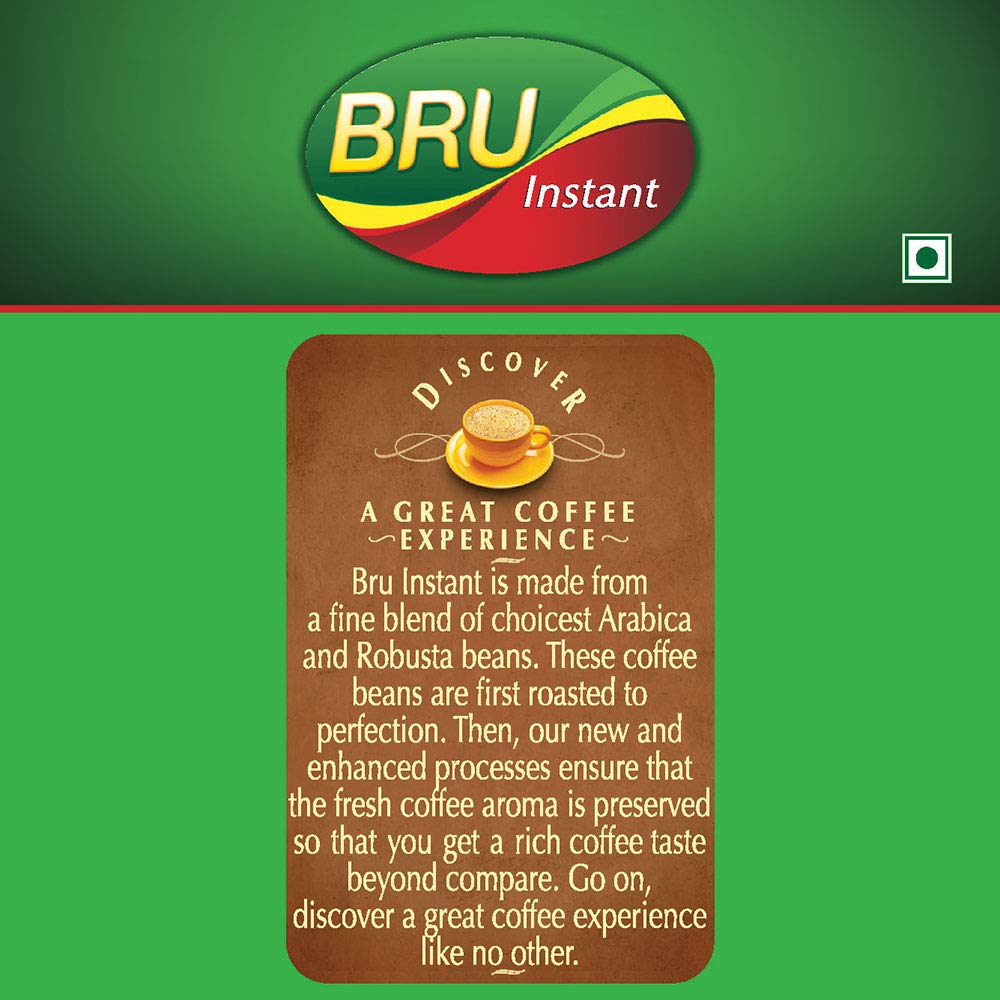 BRU
Instant
DISCOVER
A GREAT COFFEE
EXPERIENCE
Bru Instant is made from
a fine blend of choicest Arabica
and Robusta beans. These coffee
beans are first roasted to
perfection. Then, our new and
enhanced processes ensure that
the fresh coffee aroma is preserved
so that you get a rich coffee taste
beyond compare. Go on,
discover a great coffee experience
like no other.